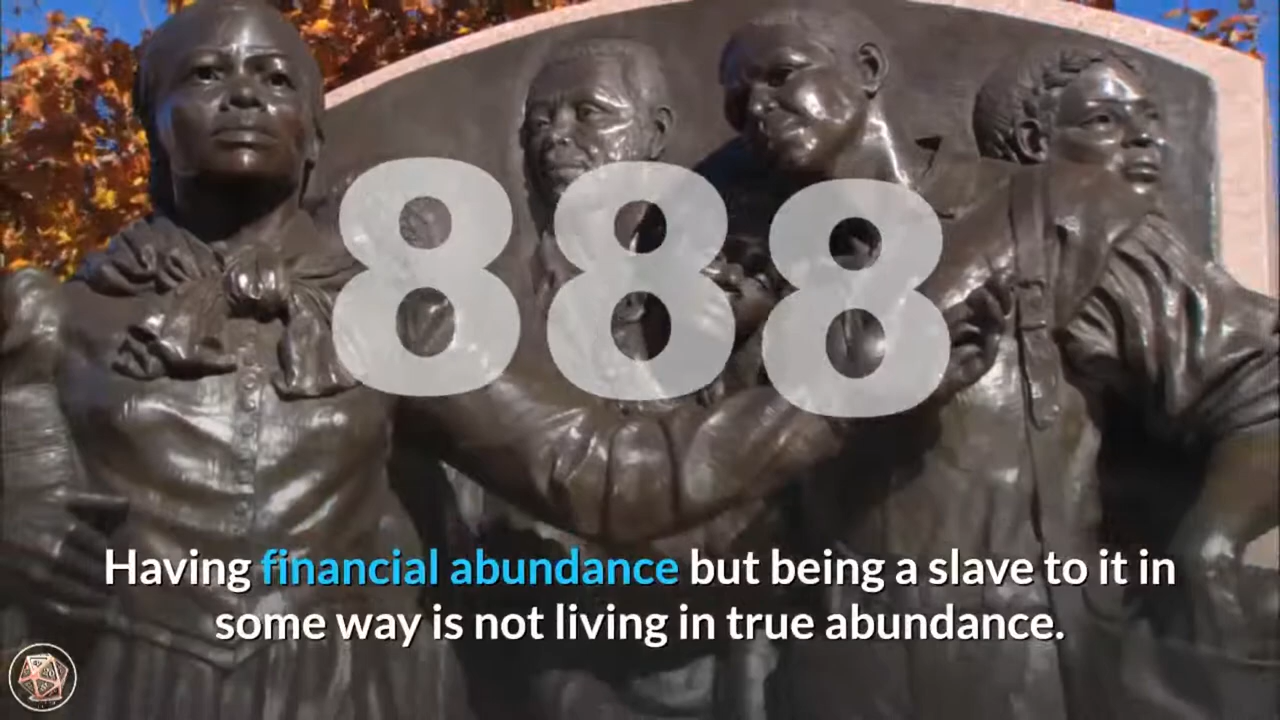 888
Having financial abundance but being a slave to it in
some way is not living in true abundance.